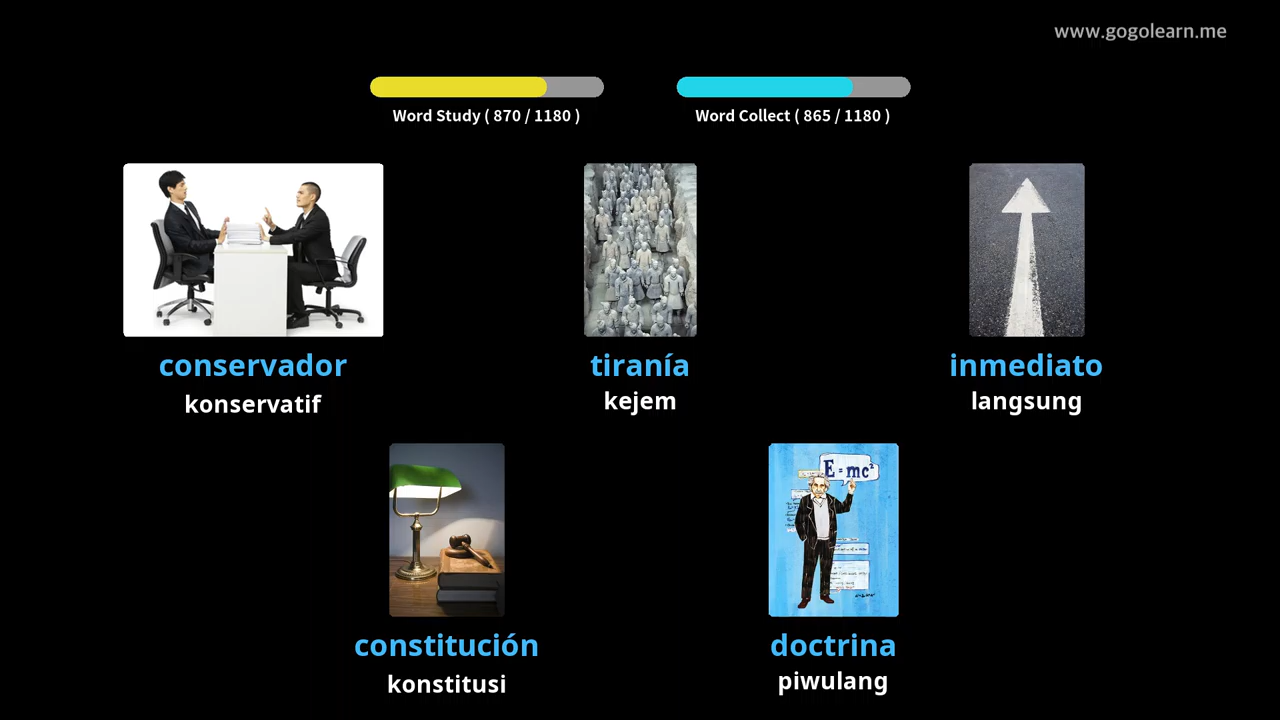 www.gogolearn.me
Word Study ( 870 / 1180 )
Word Collect ( 865 / 1180 )
conservador
konservatif
tiranía
kejem
inmediato
langsung
E = mc²
constitución
konstitusi
doctrina
piwulang